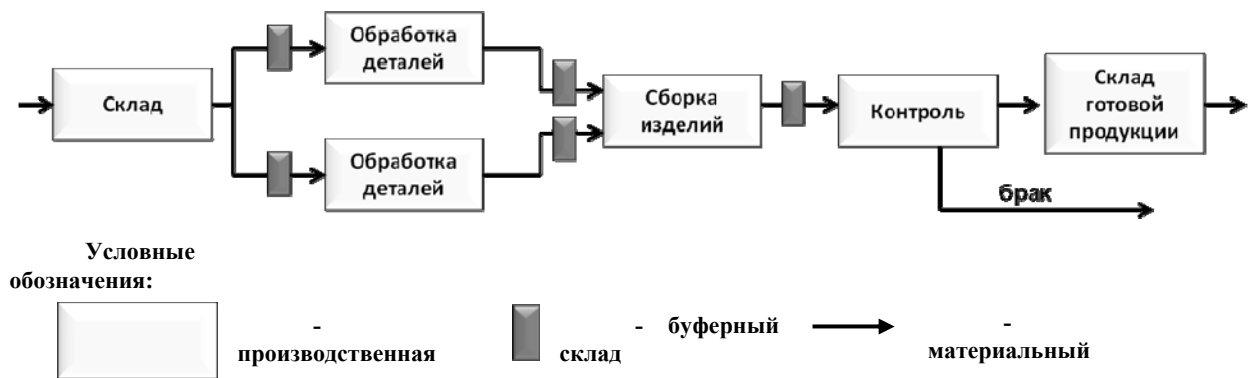 Обработка
деталей
Склад
Обработка
деталей
Сборка
изделий
Контроль
Склад
готовой
продукции
брак
Условные
обозначения:
-
производственная
- буферный
склад
-
материальный